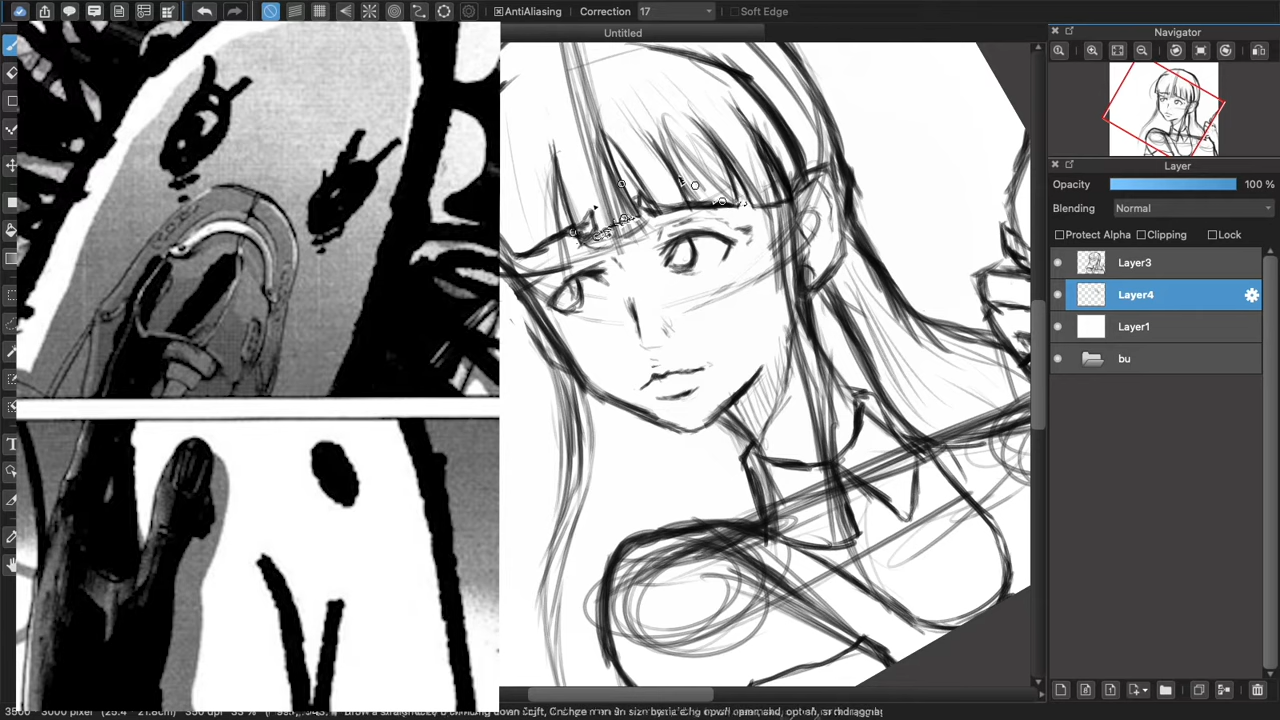 AntiAliasing Correction 17 Soft Edge
Untitled
Navigator
Layer
Opacity 100 %
Blending Normal
Protect Alpha Clipping Lock
Layer3
Layer4
Layer1
bu